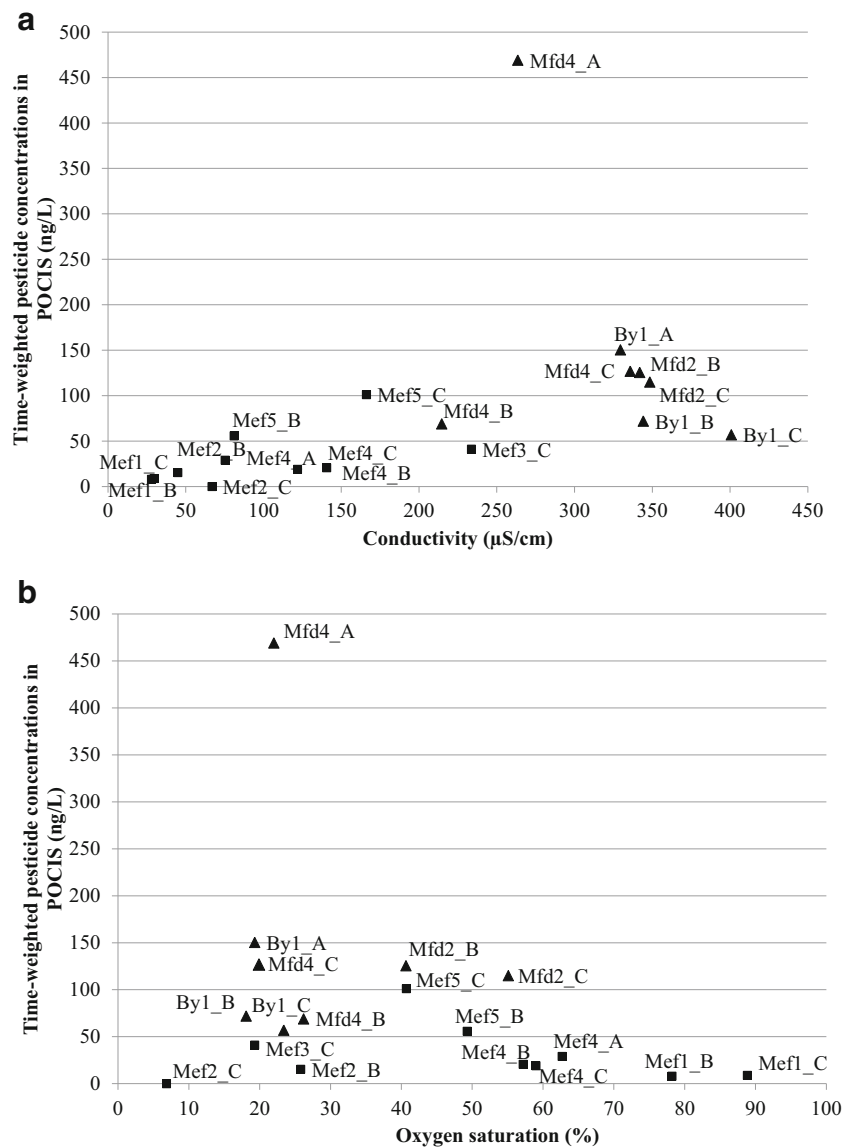 a
500
450
400
350
300
250
200
150
100
50
0
Time-weighted pesticide concentrations in
POCIS (ng/L)
Mfd4_A
By1_A
Mfd4_C
Mfd2_B
Mfd2_C
Mef5_C
Mfd4_B
By1_B
By1_C
Mef5_B
Mef2_B
Mef4_A
Mef4_C
Mef3_C
Mef1_C
Mef4_B
Mef1_B
Mef2_C
0 50 100 150 200 250 300 350 400 450
Conductivity (µS/cm)
b
500
450
400
350
300
250
200
150
100
50
0
Time-weighted pesticide concentrations in
POCIS (ng/L)
Mfd4_A
By1_A
Mfd4_C
Mfd2_B
Mef5_C
Mfd2_C
By1_B
By1_C
Mfd4_B
Mef5_B
Mef3_C
Mef4_B
Mef4_A
Mef2_C
Mef2_B
Mef4_C
Mef1_B
Mef1_C
0 10 20 30 40 50 60 70 80 90 100
Oxygen saturation (%)